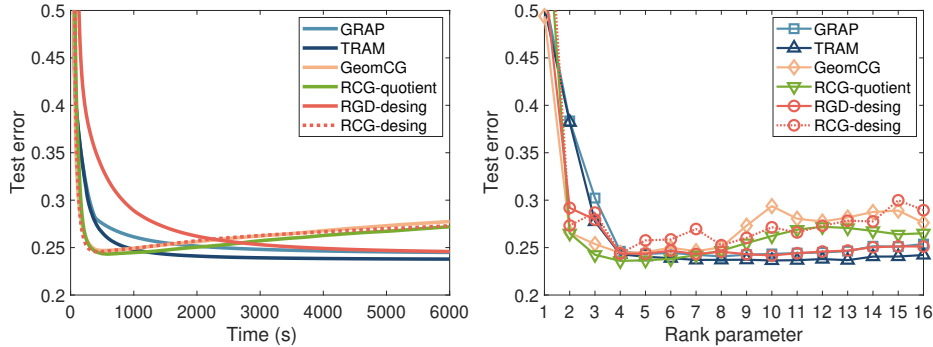 0.5
0.45
0.4
0.35
0.3
0.25
0.2
Test error
0 1000 2000 3000 4000 5000 6000
Time (s)
GRAP
TRAM
GeomCG
RCG-quotient
RGD-desing
RCG-desing
0.5
0.45
0.4
0.35
0.3
0.25
0.2
Test error
1 2 3 4 5 6 7 8 9 10 11 12 13 14 15 16
Rank parameter
GRAP
TRAM
GeomCG
RCG-quotient
RGD-desing
RCG-desing